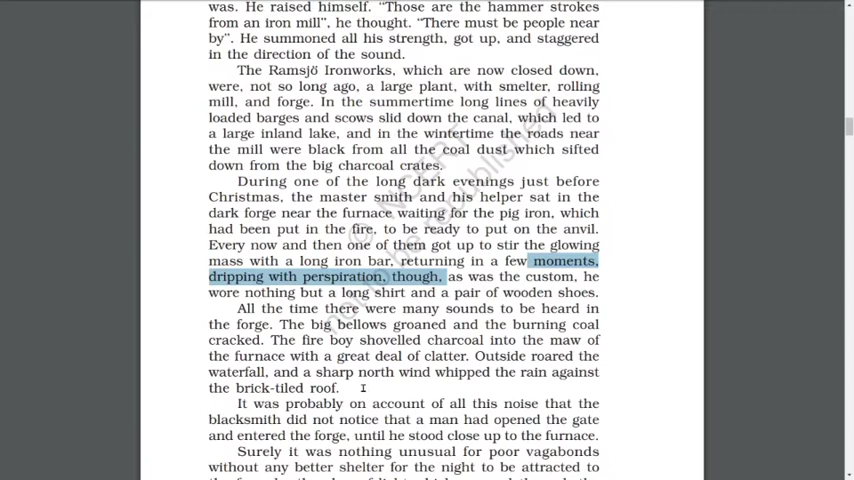 was. He raised himself. “Those are the hammer strokes
from an iron mill”, he thought. “There must be people near
by”. He summoned all his strength, got up, and staggered
in the direction of the sound.
The Ramsjö Ironworks, which are now closed down,
were, not so long ago, a large plant, with smelter, rolling
mill, and forge. In the summertime long lines of heavily
loaded barges and scows slid down the canal, which led to
a large inland lake, and in the wintertime the roads near
the mill were black from all the coal dust which sifted
down from the big charcoal crates.
During one of the long dark evenings just before
Christmas, the master smith and his helper sat in the
dark forge near the furnace waiting for the pig iron, which
had been put in the fire, to be ready to put on the anvil.
Every now and then one of them got up to stir the glowing
mass with a long iron bar, returning in a few moments,
dripping with perspiration, though, as was the custom, he
wore nothing but a long shirt and a pair of wooden shoes.
All the time there were many sounds to be heard in
the forge. The big bellows groaned and the burning coal
cracked. The fire boy shovelled charcoal into the maw of
the furnace with a great deal of clatter. Outside roared the
waterfall, and a sharp north wind whipped the rain against
the brick-tiled roof.
It was probably on account of all this noise that the
blacksmith did not notice that a man had opened the gate
and entered the forge, until he stood close up to the furnace.
Surely it was nothing unusual for poor vagabonds
without any better shelter for the night to be attracted to
© NCERT
not to be republished